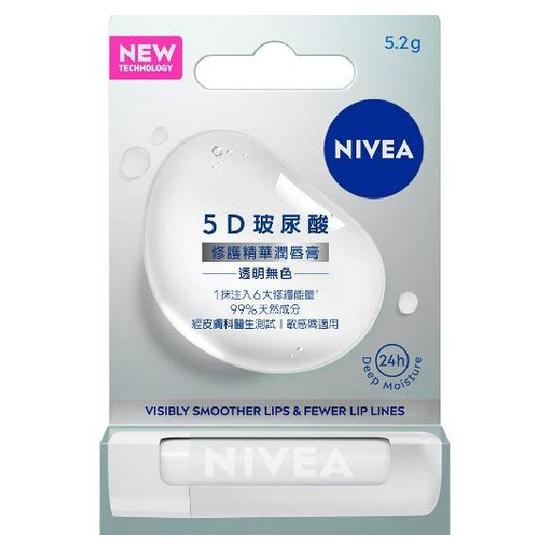 NEW
TECHNOLOGY
5.2g
NIVEA
5D玻尿酸
修護精華潤唇膏
-透明無色-
1抹注入6大修護能量
99%天然成分
經皮膚科醫生測試 | 敏感唇適用
24h
Deep Moisture
VISIBLY SMOOTHER LIPS & FEWER LIP LINES
NIVEA